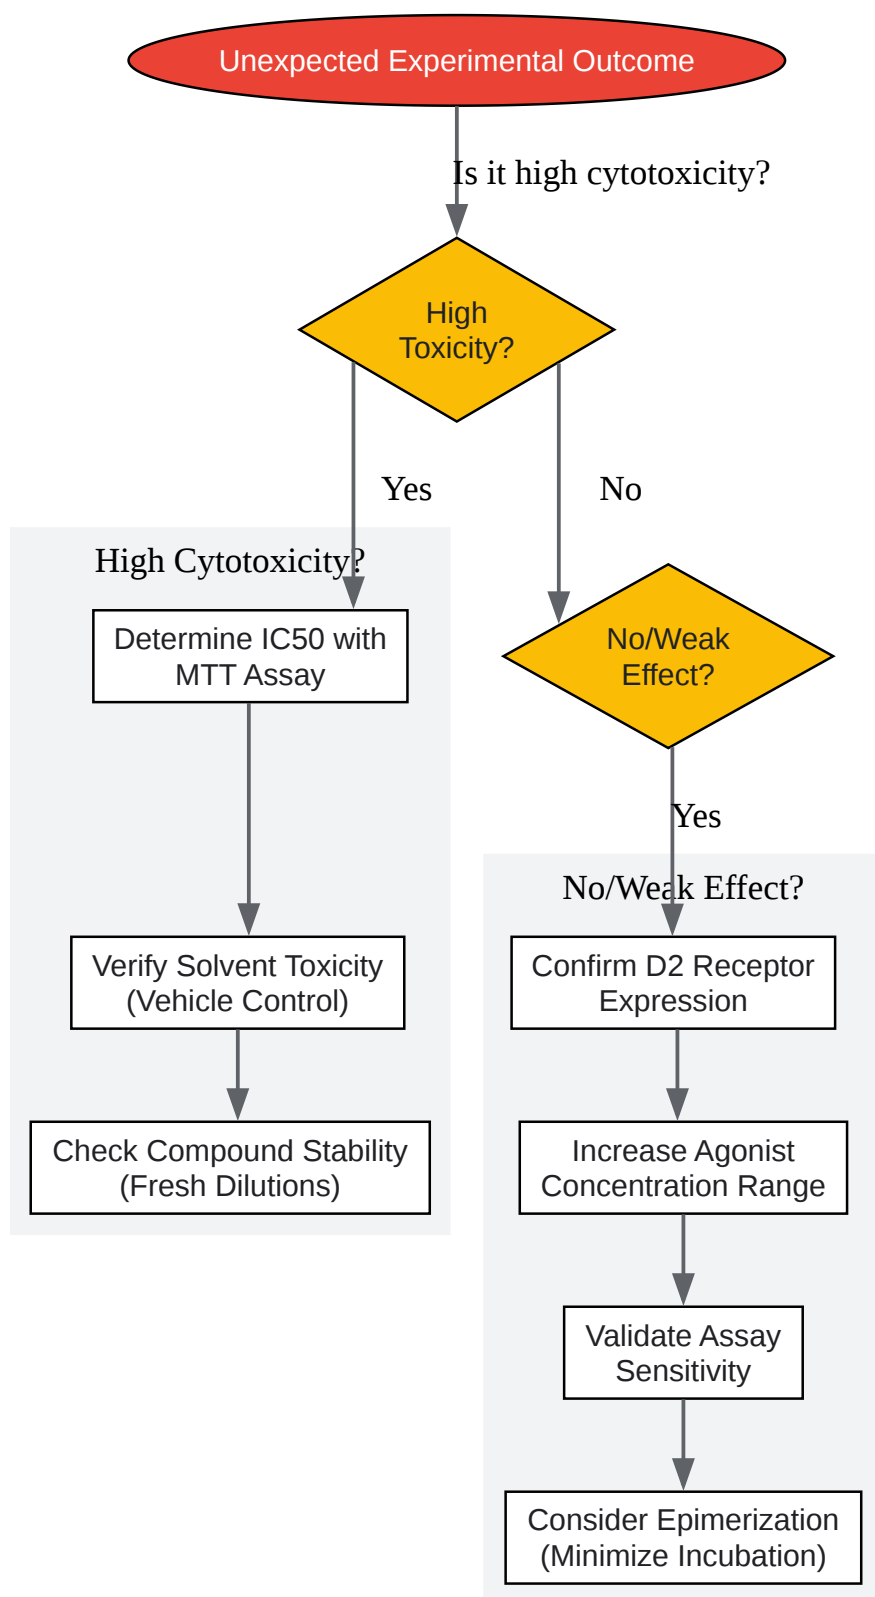 Unexpected Experimental Outcome
Is it high cytotoxicity?
High
Toxicity?
Yes
No
High Cytotoxicity?
Determine IC50 with
MTT Assay
No/Weak
Effect?
Yes
No/Weak Effect?
Verify Solvent Toxicity
(Vehicle Control)
Confirm D2 Receptor
Expression
Check Compound Stability
(Fresh Dilutions)
Increase Agonist
Concentration Range
Validate Assay
Sensitivity
Consider Epimerization
(Minimize Incubation)